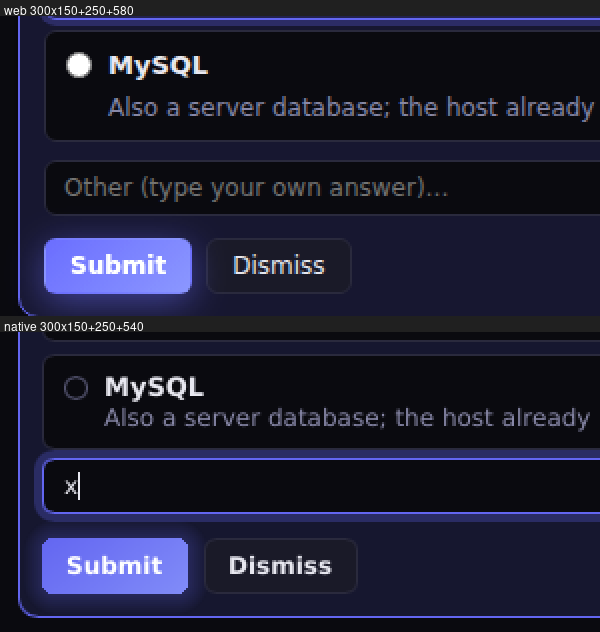 web 300x150+250+580
MySQL
Also a server database; the host already
Other (type your own answer)...
Submit Dismiss
native 300x150+250+540
MySQL
Also a server database; the host already
x
Submit Dismiss